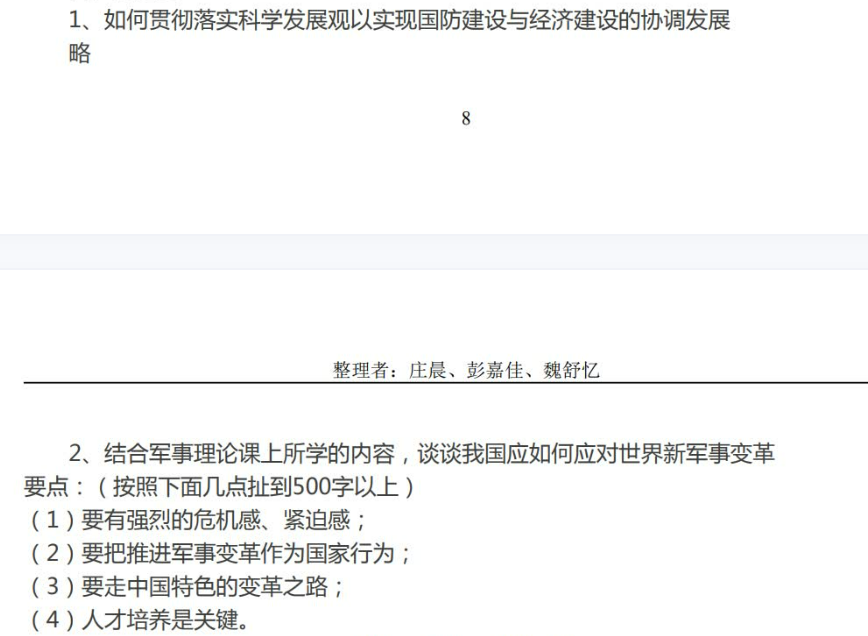 1、如何贯彻落实科学发展观以实现国防建设与经济建设的协调发展
略
8
整理者：庄晨、彭嘉佳、魏舒忆
2、结合军事理论课上所学的内容，谈谈我国应如何应对世界新军事变革
要点：（按照下面几点扯到500字以上）
（1）要有强烈的危机感、紧迫感；
（2）要把推进军事变革作为国家行为；
（3）要走中国特色的变革之路；
（4）人才培养是关键。